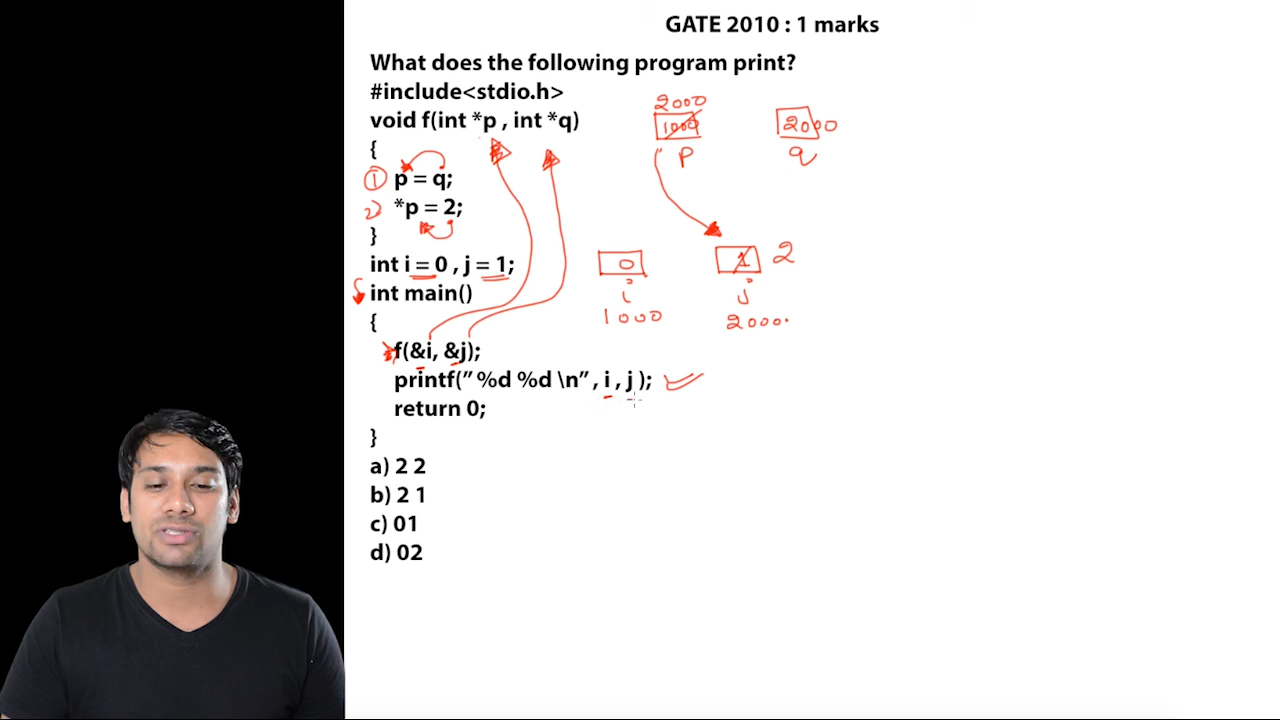 GATE 2010 : 1 marks
What does the following program print?
#include<stdio.h>
void f(int *p , int *q)
{
① p = q;
2) *p = 2;
}
int i = 0 , j = 1;
int main()
{
f(&i, &j);
printf(” %d %d \n” , i , j );
return 0;
}
a) 2 2
b) 2 1
c) 01
d) 02
2000
1000
p
2000
q
0
i
1000
1 2
j
2000.